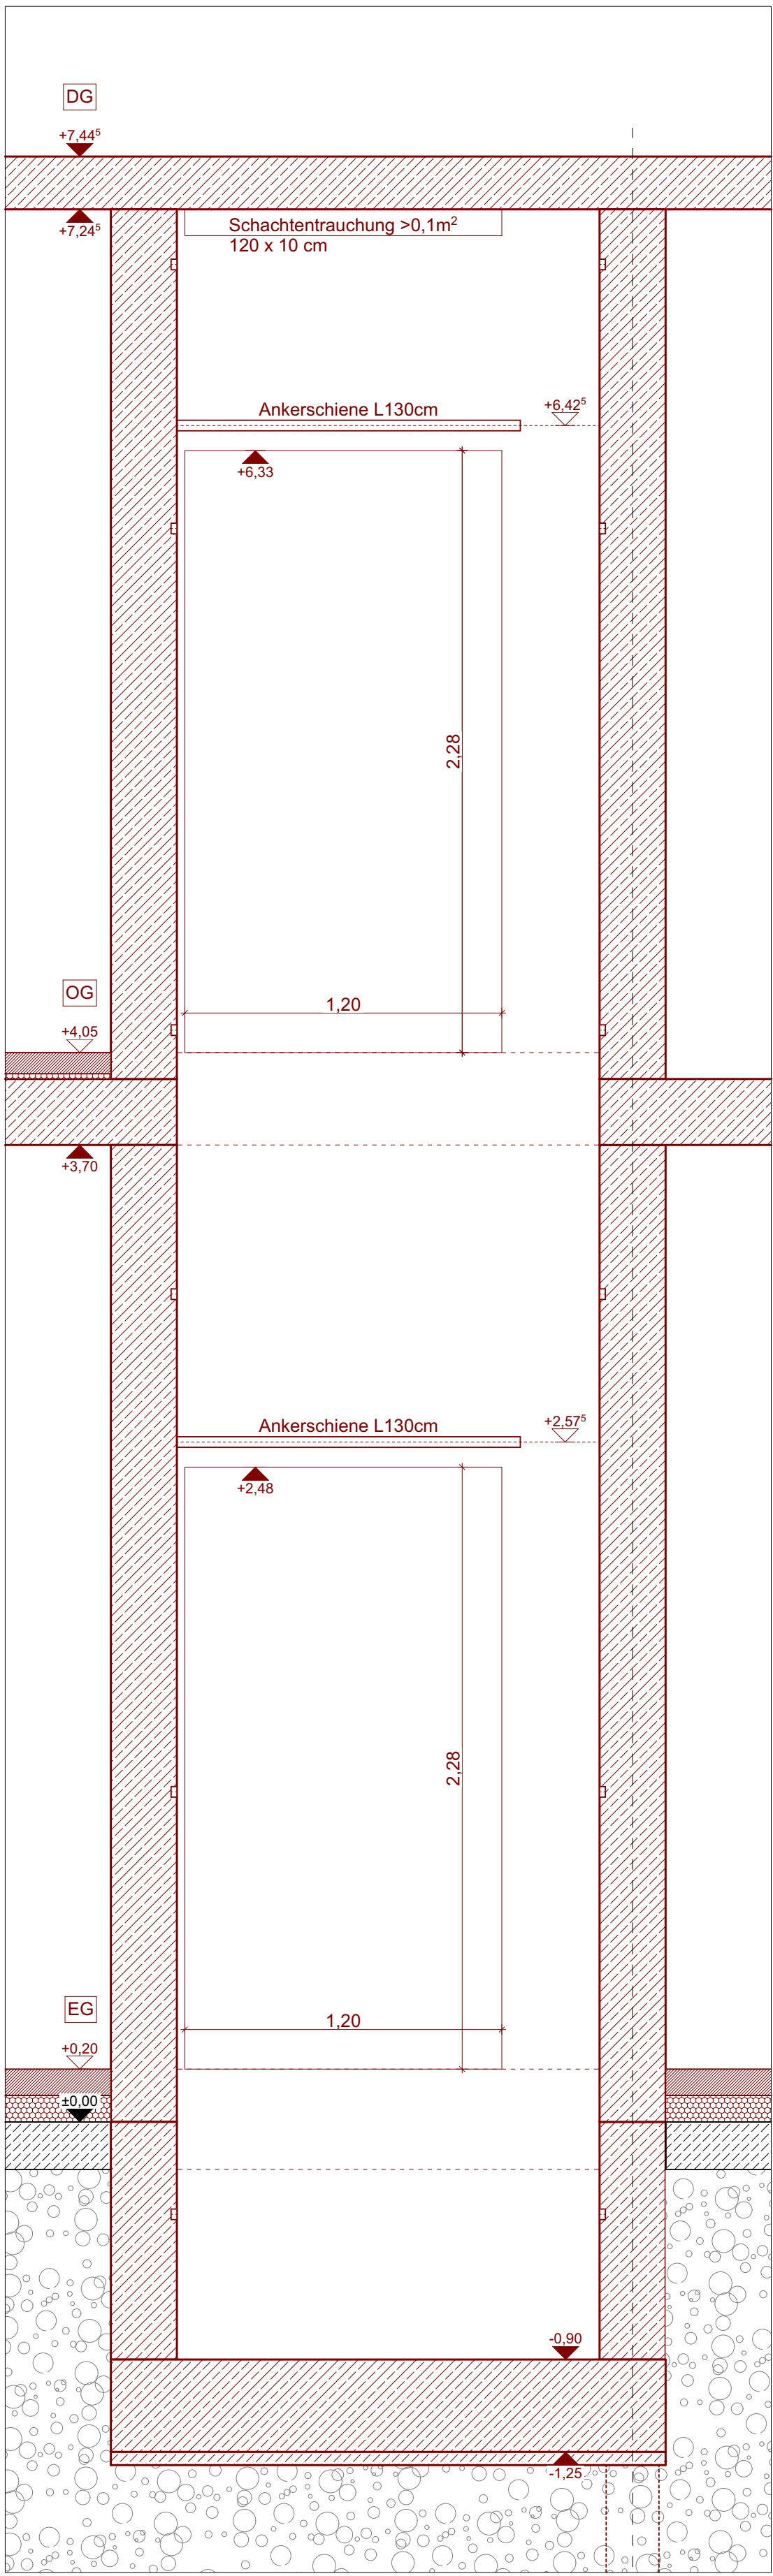 DG
+7,44⁵
+7,24⁵
Schachtentrauchung >0,1m²
120 x 10 cm
Ankerschiene L130cm
+6,42⁵
+6,33
2,28
1,20
OG
+4,05
+3,70
Ankerschiene L130cm
+2,57⁵
+2,48
2,28
1,20
EG
+0,20
±0,00
-0,90
-1,25